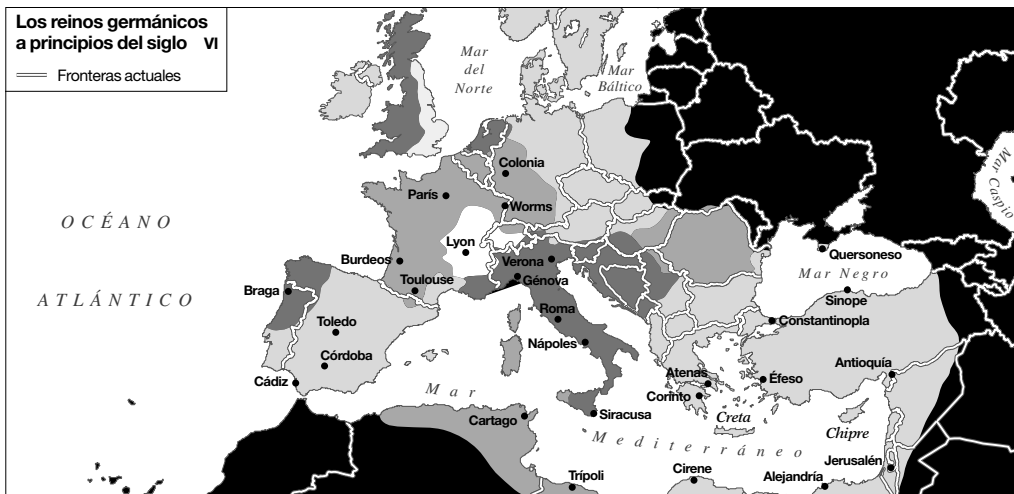 Los reinos germánicos
a principios del siglo VI
Fronteras actuales
Mar
del
Norte
Mar
Báltico
Mar Caspio
Colonia
París
Worms
OCÉANO
ATLÁNTICO
Lyon
Burdeos
Verona
Génova
Toulouse
Braga
Quersoneso
Mar Negro
Sinope
Roma
Toledo
Constantinopla
Nápoles
Córdoba
Cádiz
Antioquía
Atenas
Éfeso
Corinto
Mar
Siracusa
Cartago
Creta
Chipre
Mediterráneo
Jerusalén
Trípoli
Cirene
Alejandría